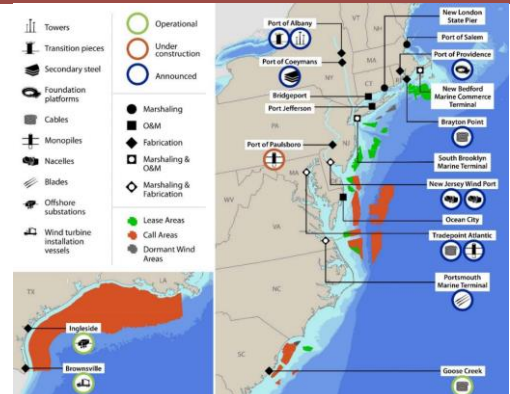 Towers
Transition pieces
Secondary steel
Foundation
platforms
Cables
Monopiles
Nacelles
Blades
Offshore
substations
Wind turbine
installation
vessels
Operational
Under
construction
Announced
Marshaling
O&M
Fabrication
Marshaling &
O&M
Marshaling &
Fabrication
Lease Areas
Call Areas
Dormant Wind
Areas
New London
State Pier
Port of Albany
Port of Salem
Port of Coeymans
Port of Providence
Bridgeport
Port Jefferson
New Bedford
Marine Commerce
Terminal
Brayton Point
Port of Paulsboro
South Brooklyn
Marine Terminal
New Jersey Wind Port
Ocean City
Tradepoint Atlantic
Portsmouth
Marine Terminal
Goose Creek
Ingleside
Brownsville
VT
NH
NY
MA
CT
RI
PA
NJ
MD
DE
WV
VA
NC
SC
TX
LA